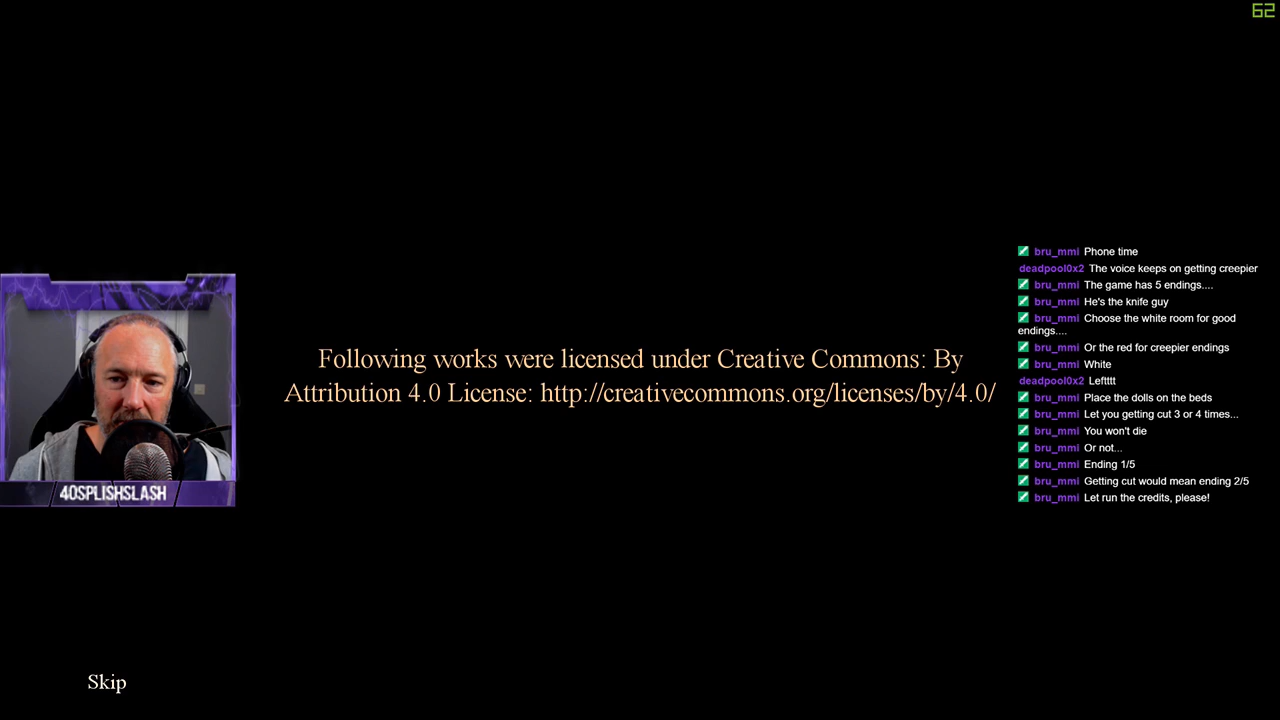 62
Following works were licensed under Creative Commons: By
Attribution 4.0 License: http://creativecommons.org/licenses/by/4.0/
40SPLISHSLASH
bru_mmi Phone time
deadpool0x2 The voice keeps on getting creepier
bru_mmi The game has 5 endings....
bru_mmi He's the knife guy
bru_mmi Choose the white room for good
endings....
bru_mmi Or the red for creepier endings
bru_mmi White
deadpool0x2 Leftttt
bru_mmi Place the dolls on the beds
bru_mmi Let you getting cut 3 or 4 times...
bru_mmi You won't die
bru_mmi Or not...
bru_mmi Ending 1/5
bru_mmi Getting cut would mean ending 2/5
bru_mmi Let run the credits, please!
Skip